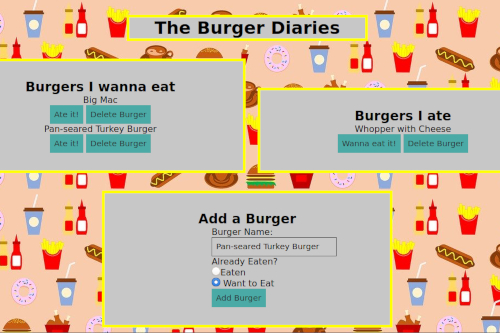 The Burger Diaries
Burgers I wanna eat
Big Mac
Ate it! Delete Burger
Pan-seared Turkey Burger
Ate it! Delete Burger
Burgers I ate
Whopper with Cheese
Wanna eat it! Delete Burger
Add a Burger
Burger Name:
Pan-seared Turkey Burger
Already Eaten?
Eaten
Want to Eat
Add Burger